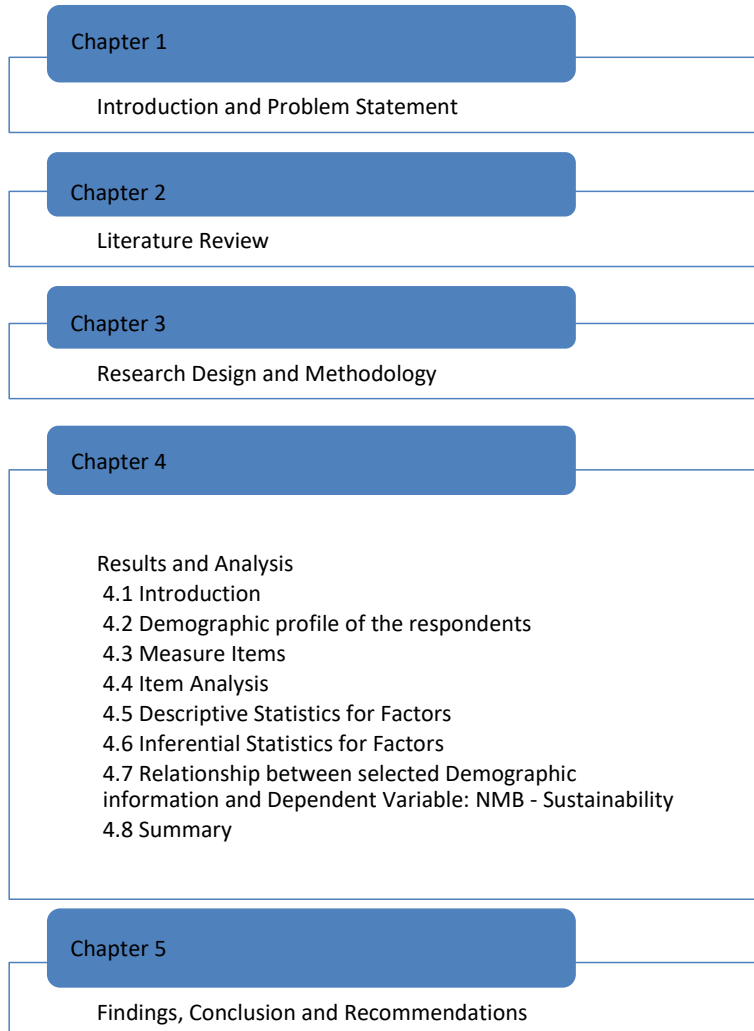 Chapter 1
Introduction and Problem Statement
Chapter 2
Literature Review
Chapter 3
Research Design and Methodology
Chapter 4
Results and Analysis
4.1 Introduction
4.2 Demographic profile of the respondents
4.3 Measure Items
4.4 Item Analysis
4.5 Descriptive Statistics for Factors
4.6 Inferential Statistics for Factors
4.7 Relationship between selected Demographic
information and Dependent Variable: NMB - Sustainability
4.8 Summary
Chapter 5
Findings, Conclusion and Recommendations